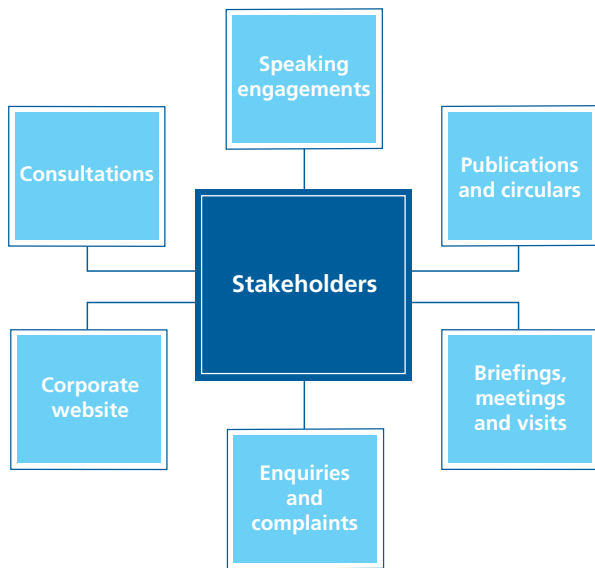 Speaking
engagements
Consultations
Publications
and circulars
Stakeholders
Corporate
website
Briefings,
meetings
and visits
Enquiries
and
complaints